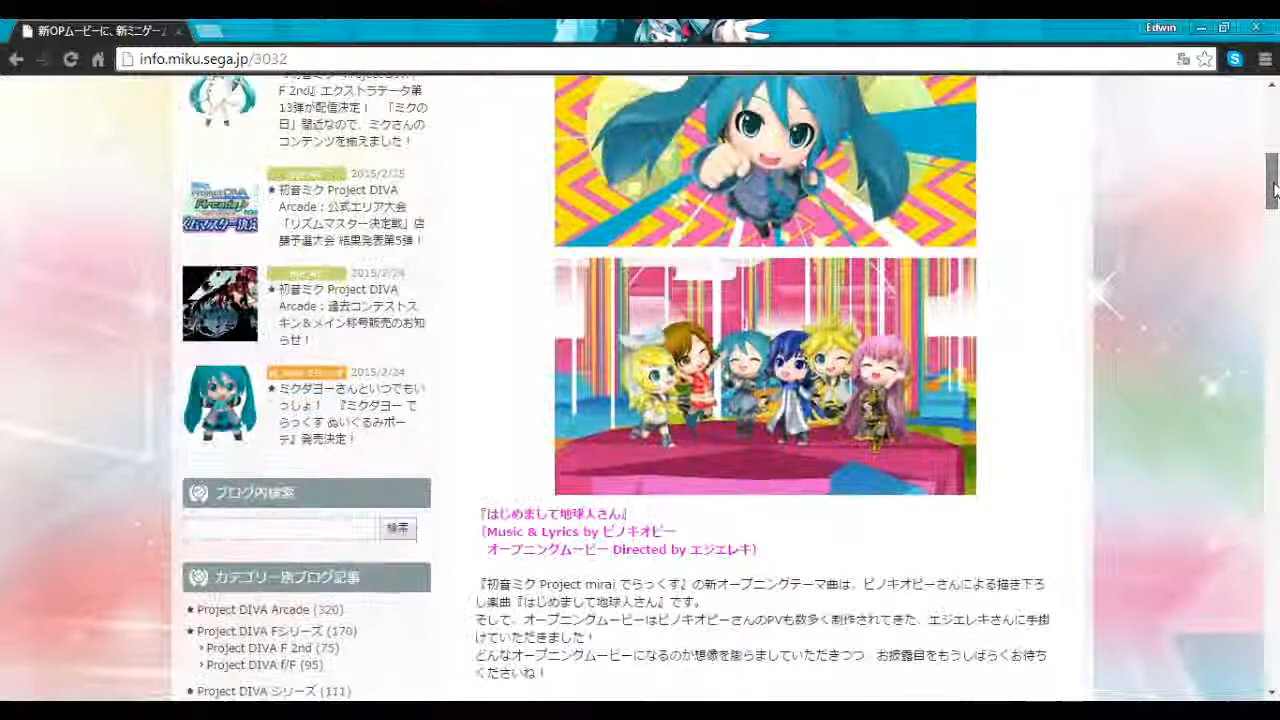 新OPムービーに、新ミニゲー
Edwin
info.miku.sega.jp/3032
F 2nd』エクストラデータ第
13弾が配信決定！ 「ミクの
日」間近なので、ミクさんの
コンテンツを揃えました！
2015/2/25
★ 初音ミク Project DIVA
Arcade：公式エリア大会
「リズムマスター決定戦」店
舗予選大会 結果発表第5弾！
2015/2/24
★ 初音ミク Project DIVA
Arcade：過去コンテストス
キン＆メイン称号販売のお知
らせ！
2015/2/24
★ ミクダヨーさんといつでもい
っしょ！ 『ミクダヨー で
らっくす ぬいぐるみポー
チ』発売決定！
ブログ内検索
検索
カテゴリー別ブログ記事
★ Project DIVA Arcade (320)
★ Project DIVA Fシリーズ (170)
› Project DIVA F 2nd (75)
› Project DIVA f/F (95)
★ Project DIVA シリーズ (111)
『はじめまして地球人さん』
（Music & Lyrics by ピノキオピー
オープニングムービー Directed by エジエレキ）
『初音ミク Project mirai でらっくす』の新オープニングテーマ曲は、ピノキオピーさんによる描き下ろ
し楽曲『はじめまして地球人さん』です。
そして、オープニングムービーはピノキオピーさんのPVも数多く制作されてきた、エジエレキさんに手掛
けていただきました！
どんなオープニングムービーになるのか想像を膨らましていただきつつ お披露目をもうしばらくお待ち
くださいね！